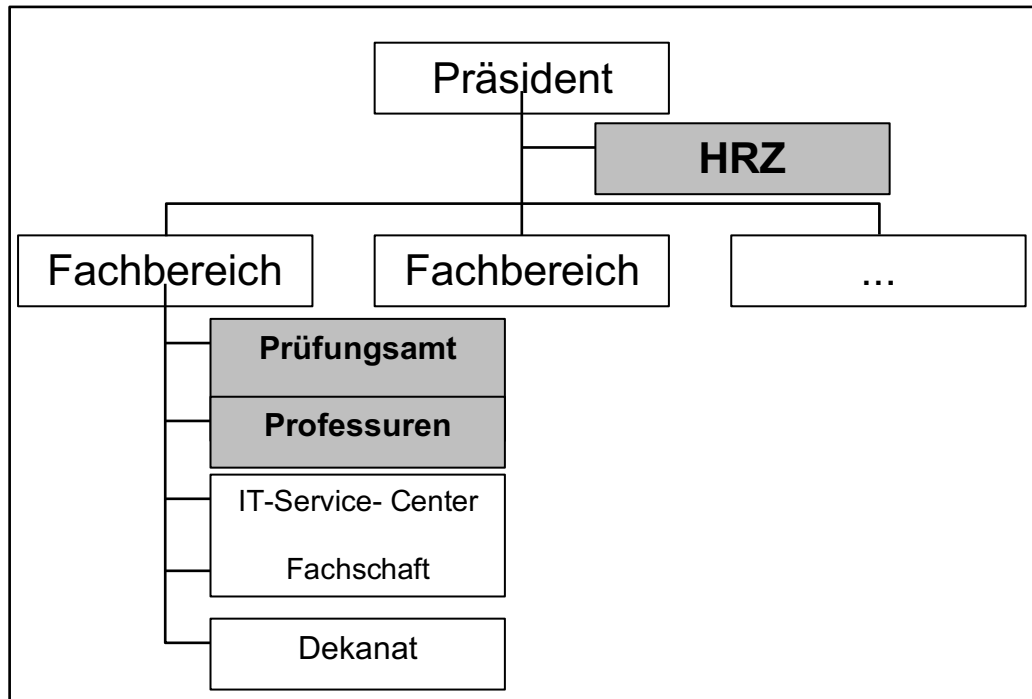 Präsident
HRZ
Fachbereich
Fachbereich
...
Prüfungsamt
Professuren
IT-Service- Center
Fachschaft
Dekanat